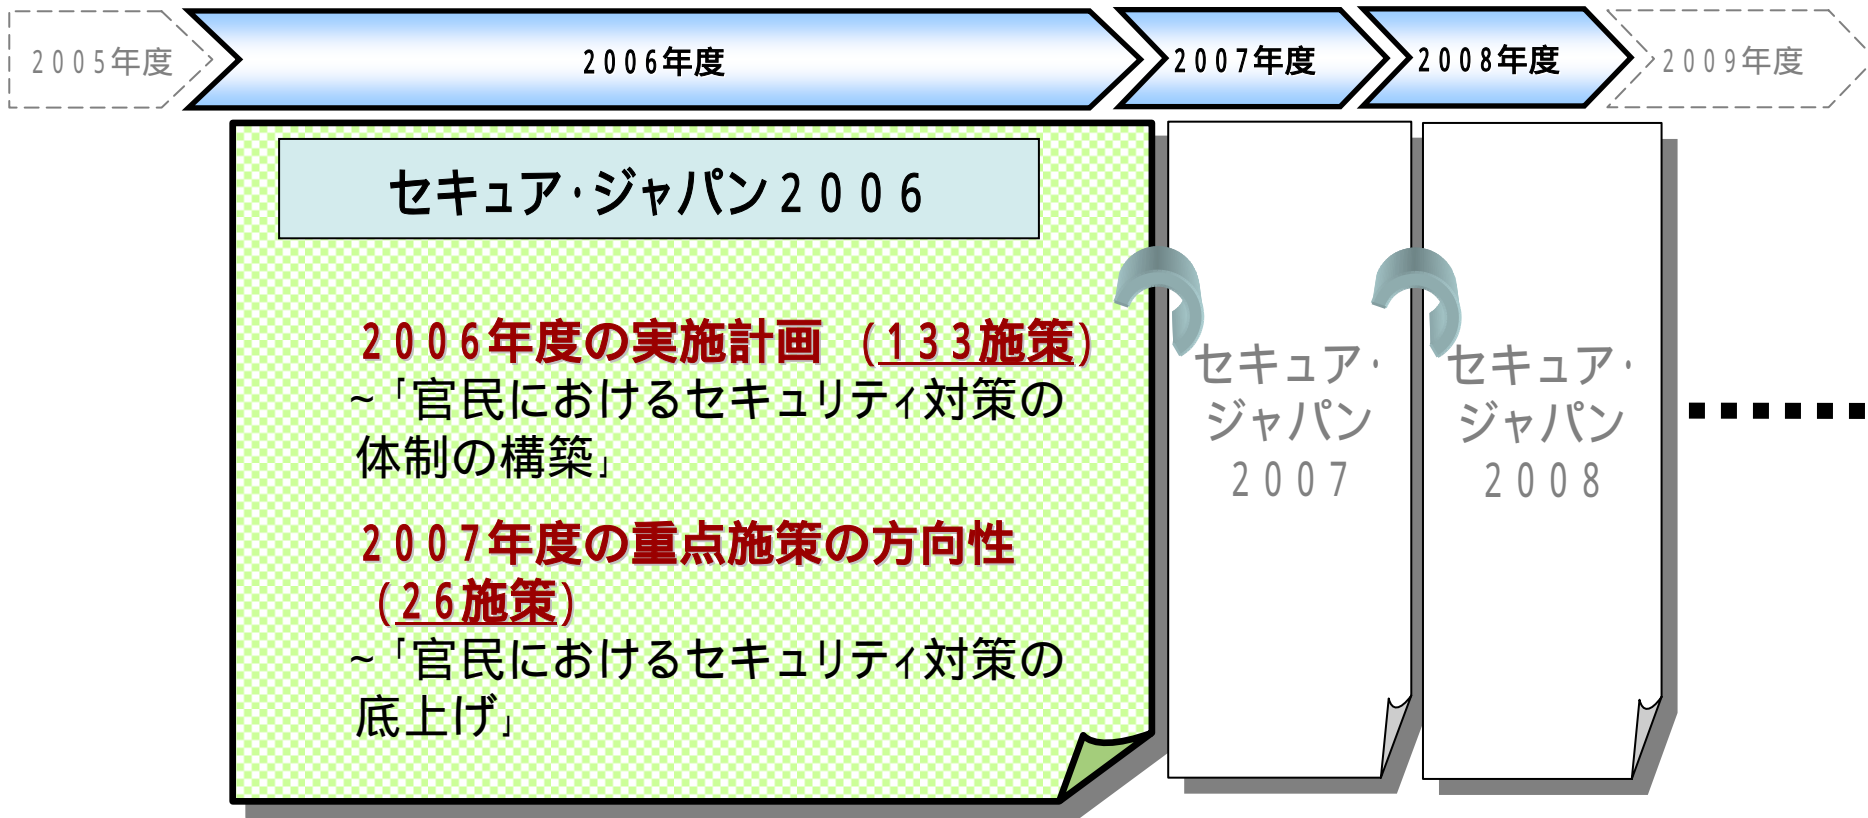 2005年度
2006年度
2007年度
2008年度
2009年度
セキュア・ジャパン2006
2006年度の実施計画 (133施策)
~「官民におけるセキュリティ対策の
体制の構築」
2007年度の重点施策の方向性
(26施策)
~「官民におけるセキュリティ対策の
底上げ」
セキュア・
ジャパン
2007
セキュア・
ジャパン
2008